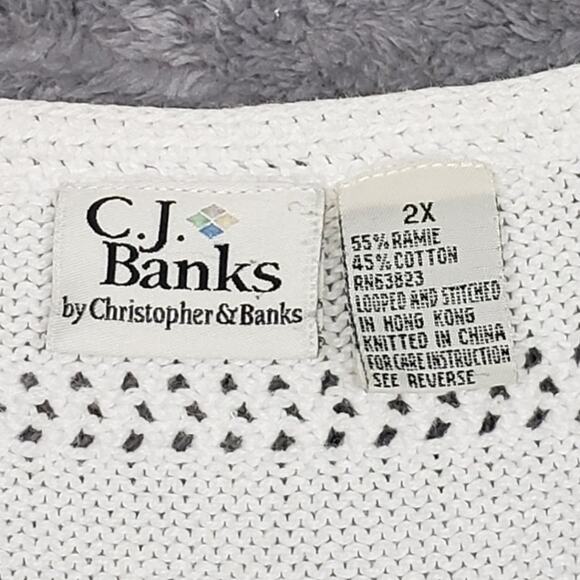 C.J.
Banks
by Christopher & Banks
2X
55% RAMIE
45% COTTON
RN63823
LOOPED AND STITCHED
IN HONG KONG
KNITTED IN CHINA
FOR CARE INSTRUCTION
SEE REVERSE